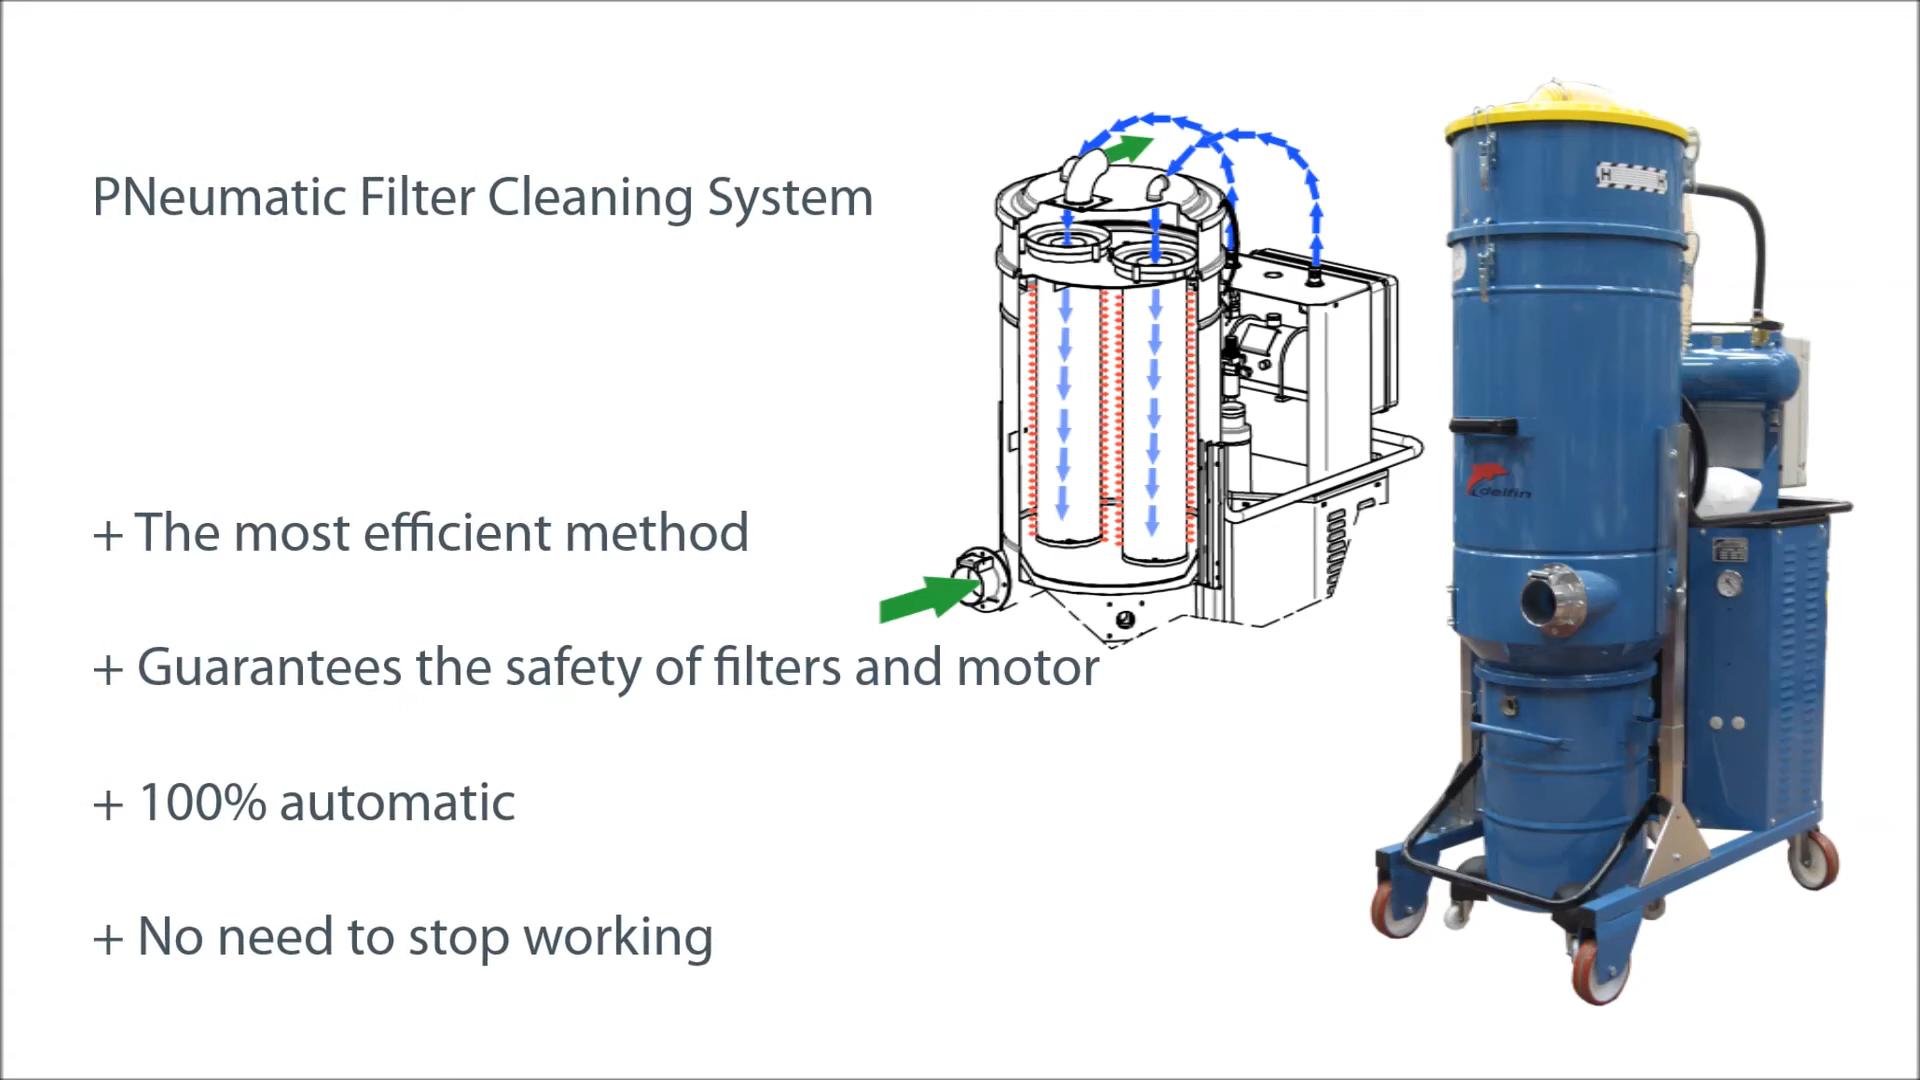 PNeumatic Filter Cleaning System
+ The most efficient method
+ Guarantees the safety of filters and motor
+ 100% automatic
+ No need to stop working
delfin